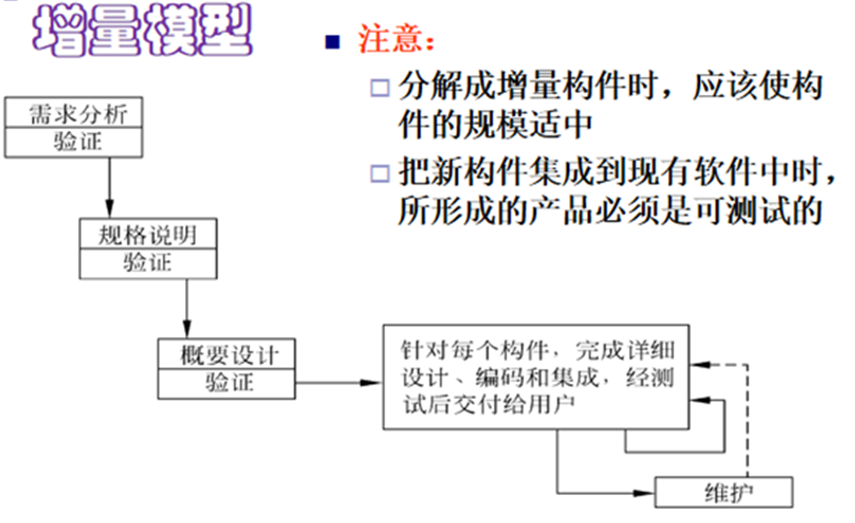 增量模型
注意：
分解成增量构件时，应该使构
件的规模适中
把新构件集成到现有软件中时，
所形成的产品必须是可测试的
需求分析
验证
规格说明
验证
概要设计
验证
针对每个构件，完成详细
设计、编码和集成，经测
试后交付给用户
维护